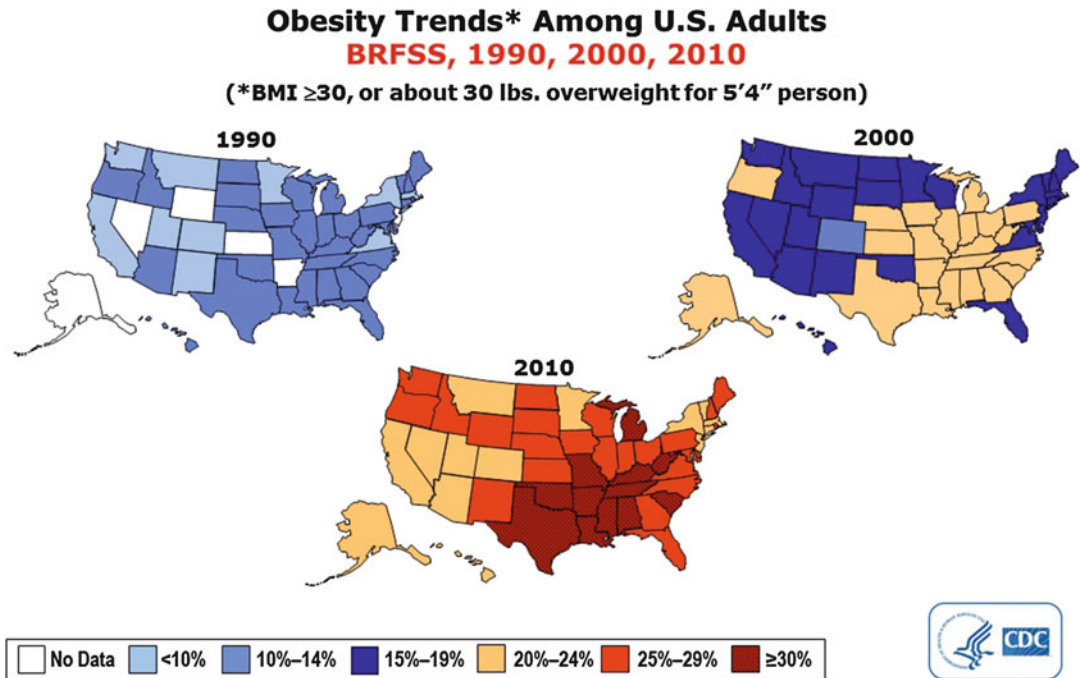 Obesity Trends* Among U.S. Adults
BRFSS, 1990, 2000, 2010
(*BMI ≥30, or about 30 lbs. overweight for 5’4” person)
1990
2000
2010
No Data <10% 10%–14% 15%–19% 20%–24% 25%–29% ≥30%
CDC